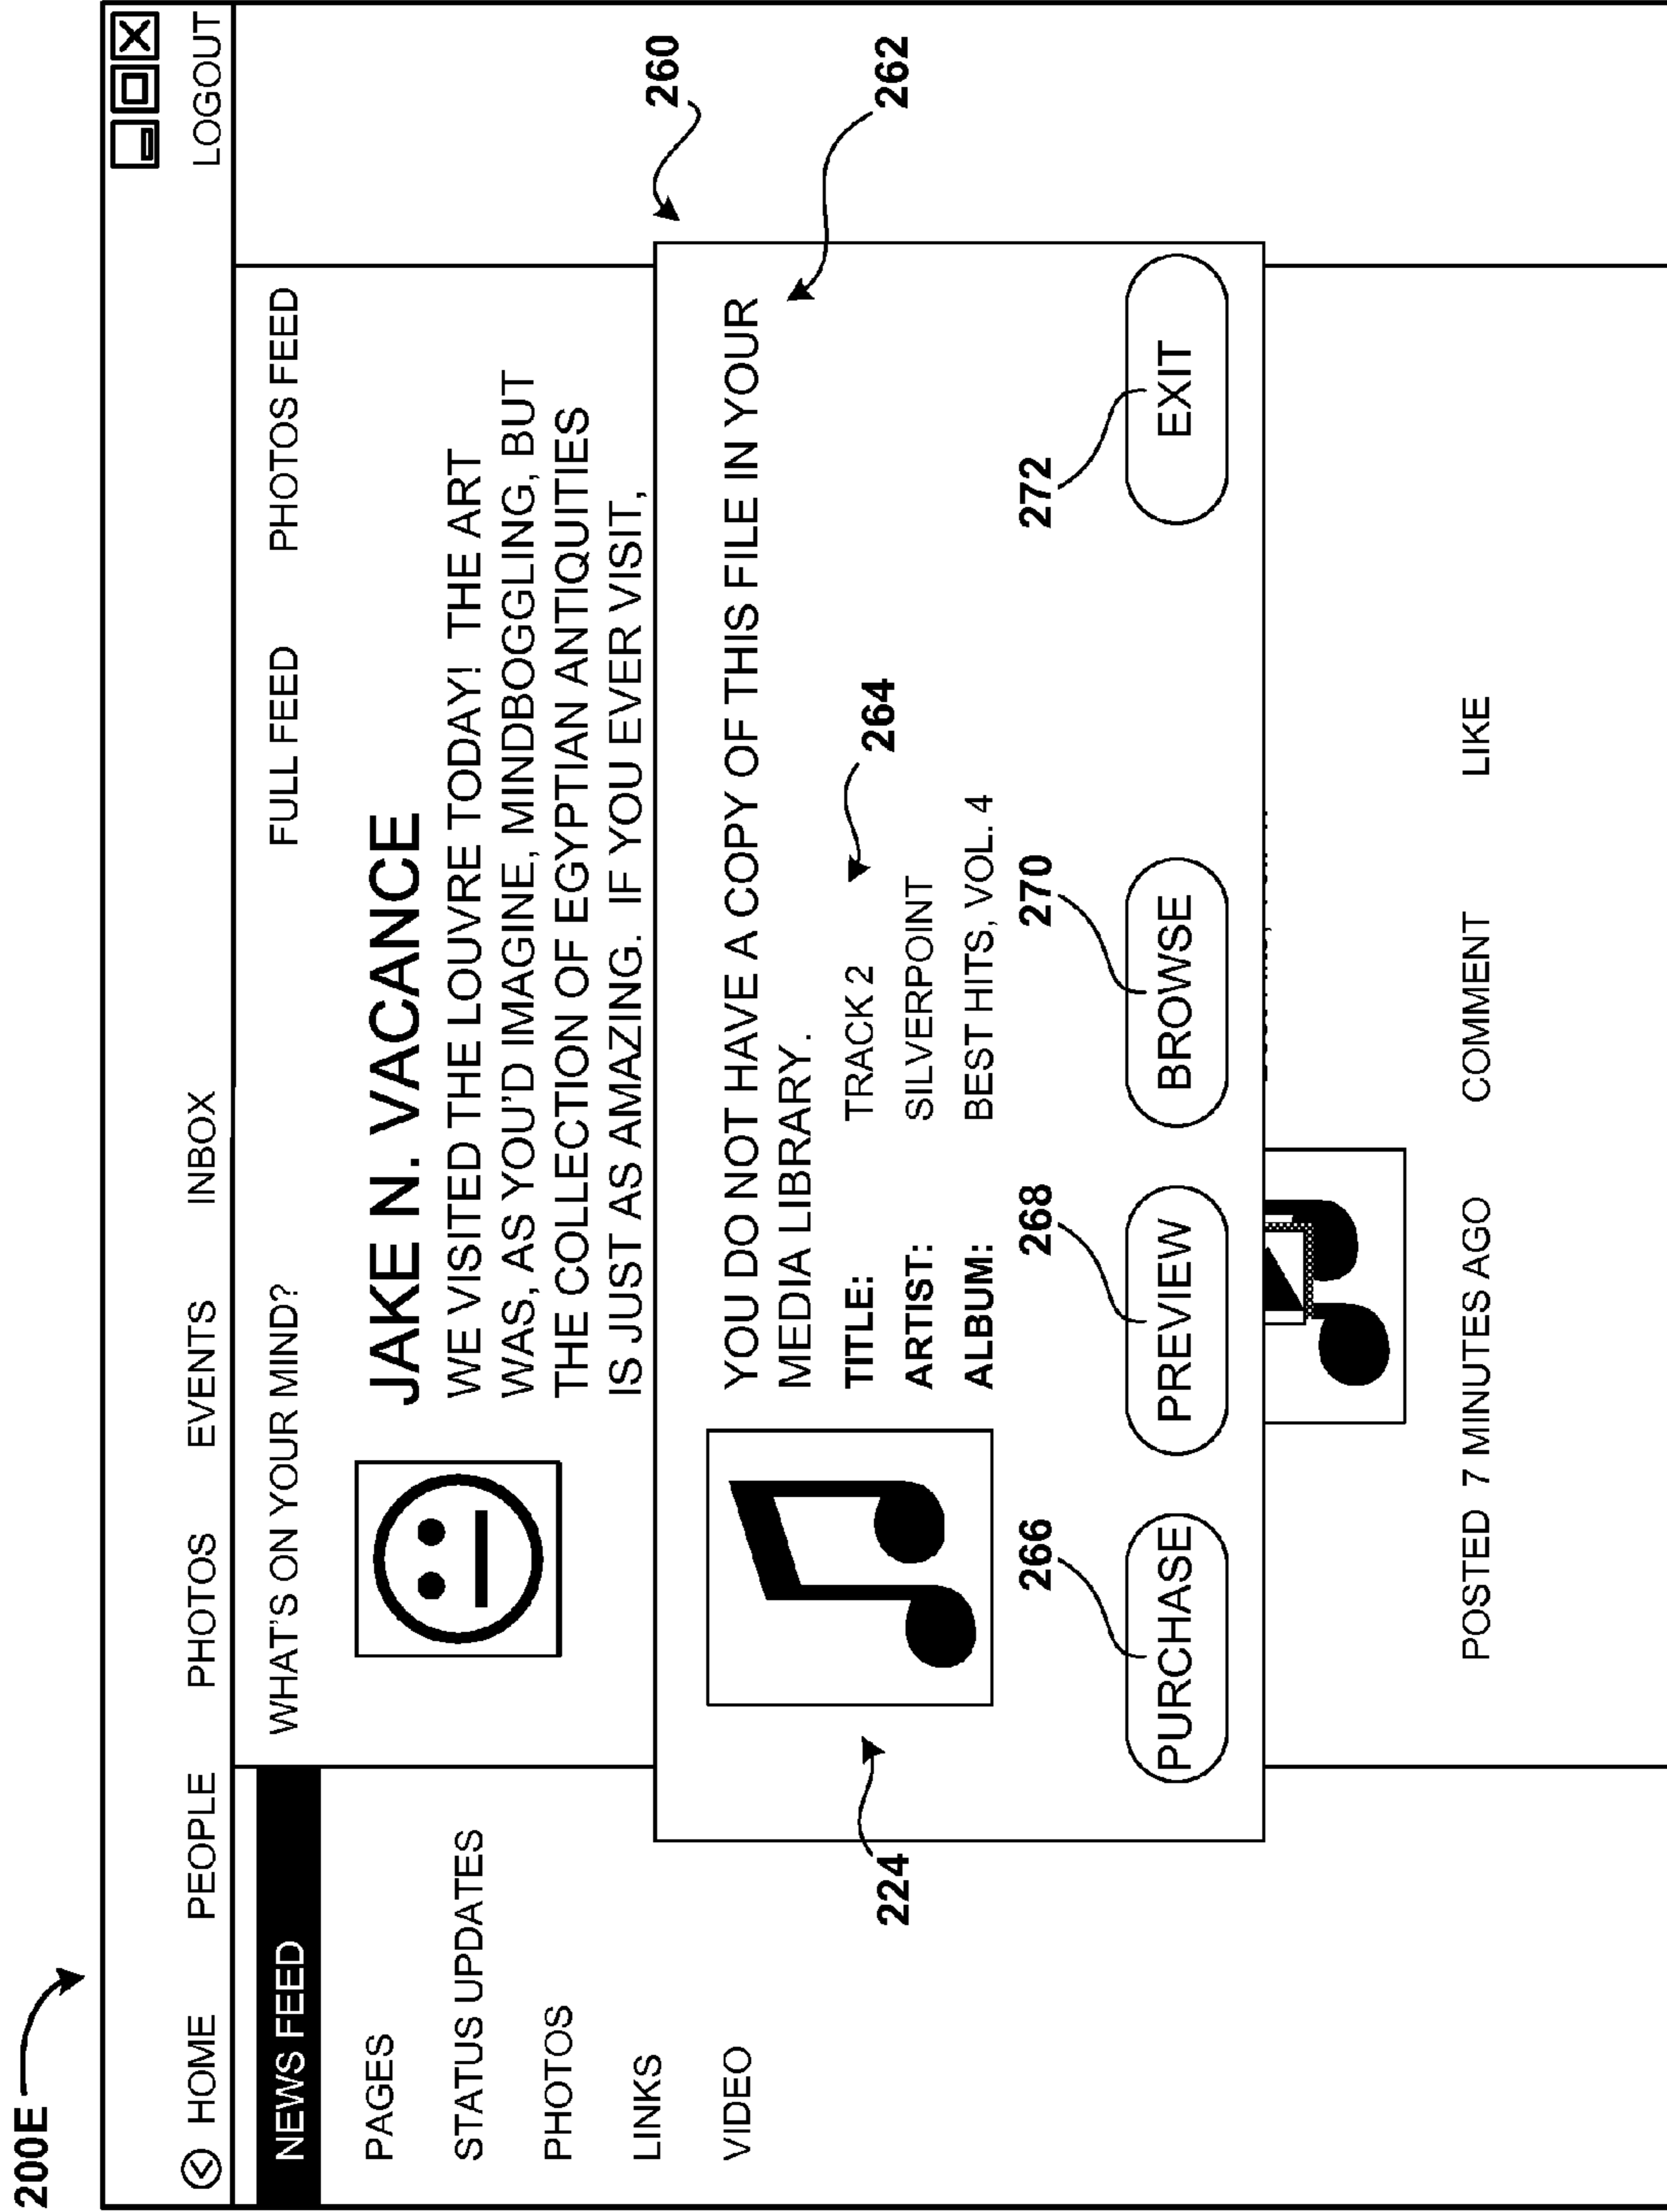 200E
LOGOUT
HOME PEOPLE PHOTOS EVENTS INBOX
NEWS FEED
PAGES
STATUS UPDATES
PHOTOS
LINKS
VIDEO
WHAT'S ON YOUR MIND? FULL FEED PHOTOS FEED
JAKE N. VACANCE
WE VISITED THE LOUVRE TODAY! THE ART
WAS, AS YOU'D IMAGINE, MINDBOGGLING, BUT
THE COLLECTION OF EGYPTIAN ANTIQUITIES
IS JUST AS AMAZING. IF YOU EVER VISIT,
260
262
YOU DO NOT HAVE A COPY OF THIS FILE IN YOUR
MEDIA LIBRARY.
224
264
TITLE: TRACK 2
ARTIST: SILVERPOINT
ALBUM: BEST HITS, VOL. 4
266 268 270 272
PURCHASE PREVIEW BROWSE EXIT
POSTED 7 MINUTES AGO COMMENT LIKE